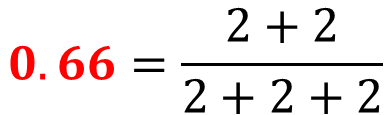 0.66 = (2 + 2) / (2 + 2 + 2)